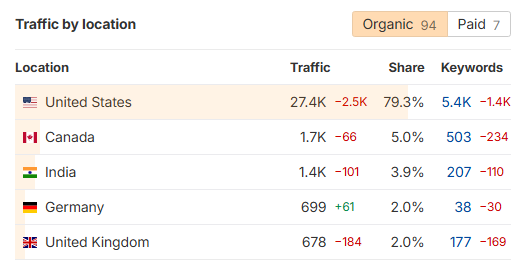 Traffic by location Organic 94 Paid 7
Location Traffic Share Keywords
United States 27.4K −2.5K 79.3% 5.4K −1.4K
Canada 1.7K −66 5.0% 503 −234
India 1.4K −101 3.9% 207 −110
Germany 699 +61 2.0% 38 −30
United Kingdom 678 −184 2.0% 177 −169